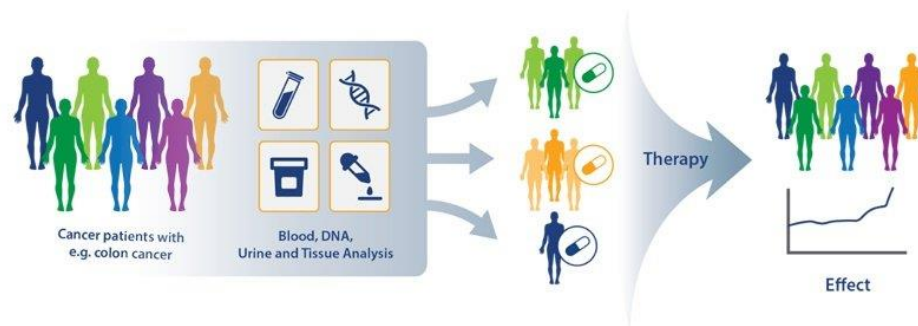 Cancer patients with
e.g. colon cancer
Blood, DNA,
Urine and Tissue Analysis
Therapy
Effect